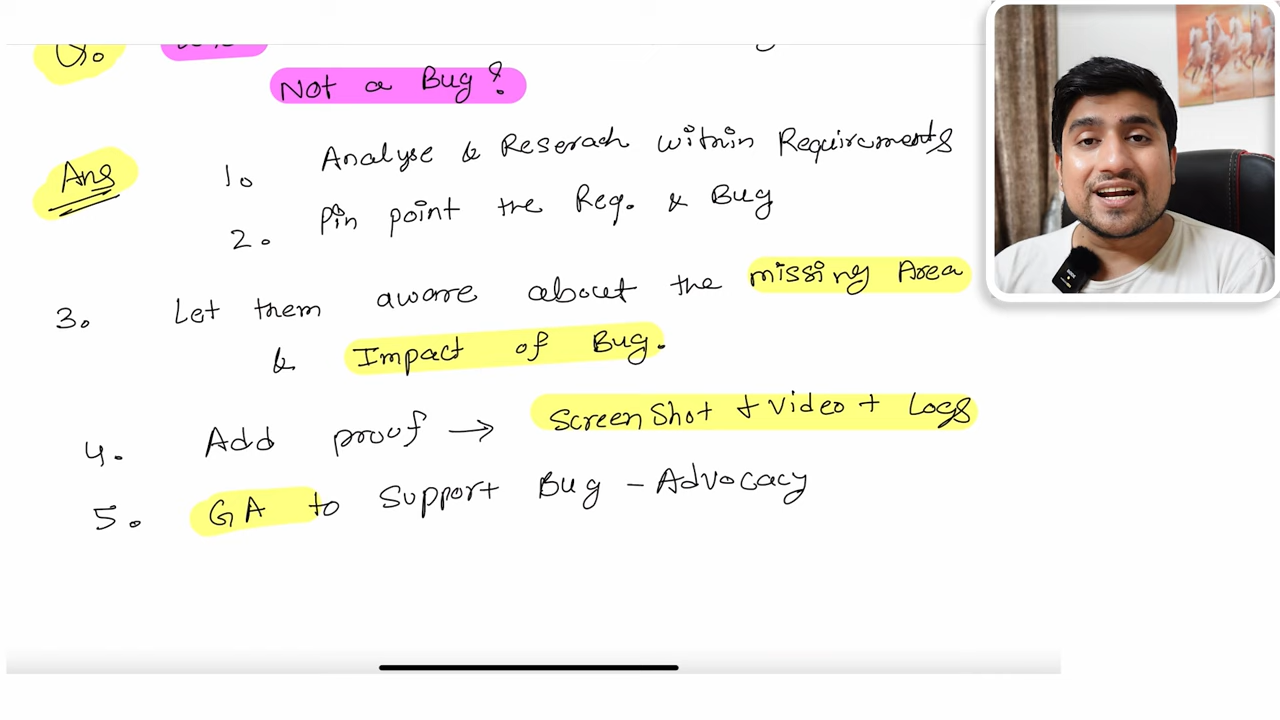 Q.
Not a Bug?
Ans
1. Analyse & Reserach within Requirements
2. Pin point the Req. & Bug
3. Let them aware about the missing Area
& Impact of Bug.
4. Add proof → Screenshot + Video + Logs
5. GA to Support Bug - Advocacy